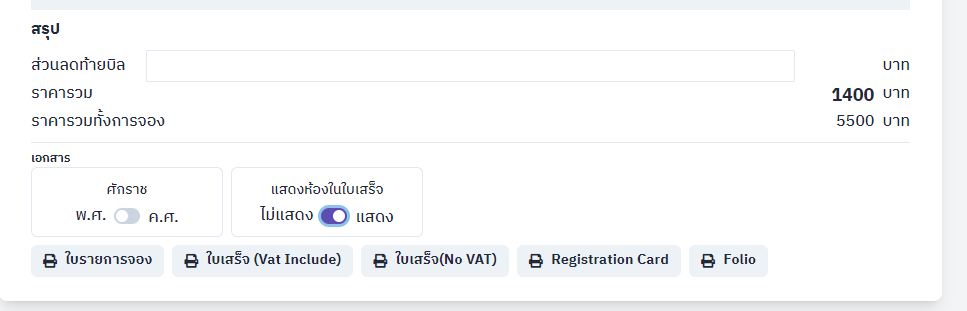 สรุป
ส่วนลดท้ายบิล บาท
ราคารวม 1400 บาท
ราคารวมทั้งการจอง 5500 บาท
เอกสาร
ศักราช แสดงห้องในใบเสร็จ
พ.ศ. ค.ศ. ไม่แสดง แสดง
ใบรายการจอง ใบเสร็จ (Vat Include) ใบเสร็จ(No VAT) Registration Card Folio